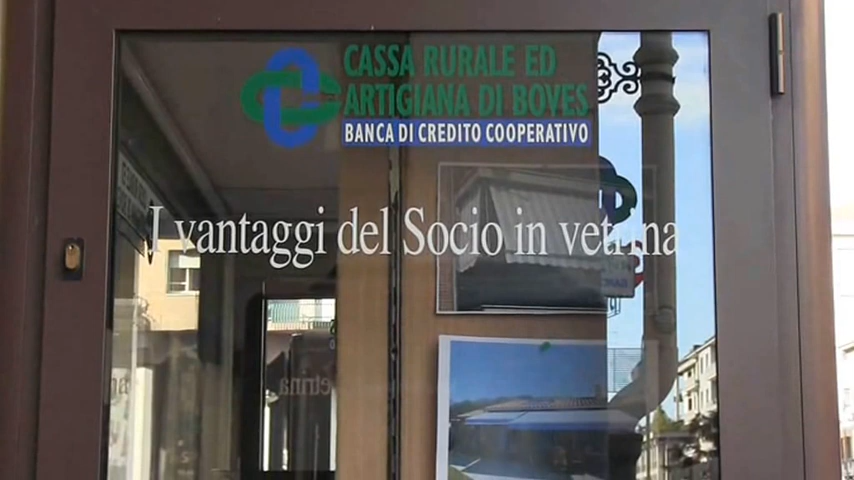 CASSA RURALE ED
ARTIGIANA DI BOVES
BANCA DI CREDITO COOPERATIVO
I vantaggi del Socio in vetrina